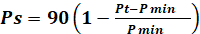 Ps = 90(1 − (Pt−P min)/(P min))